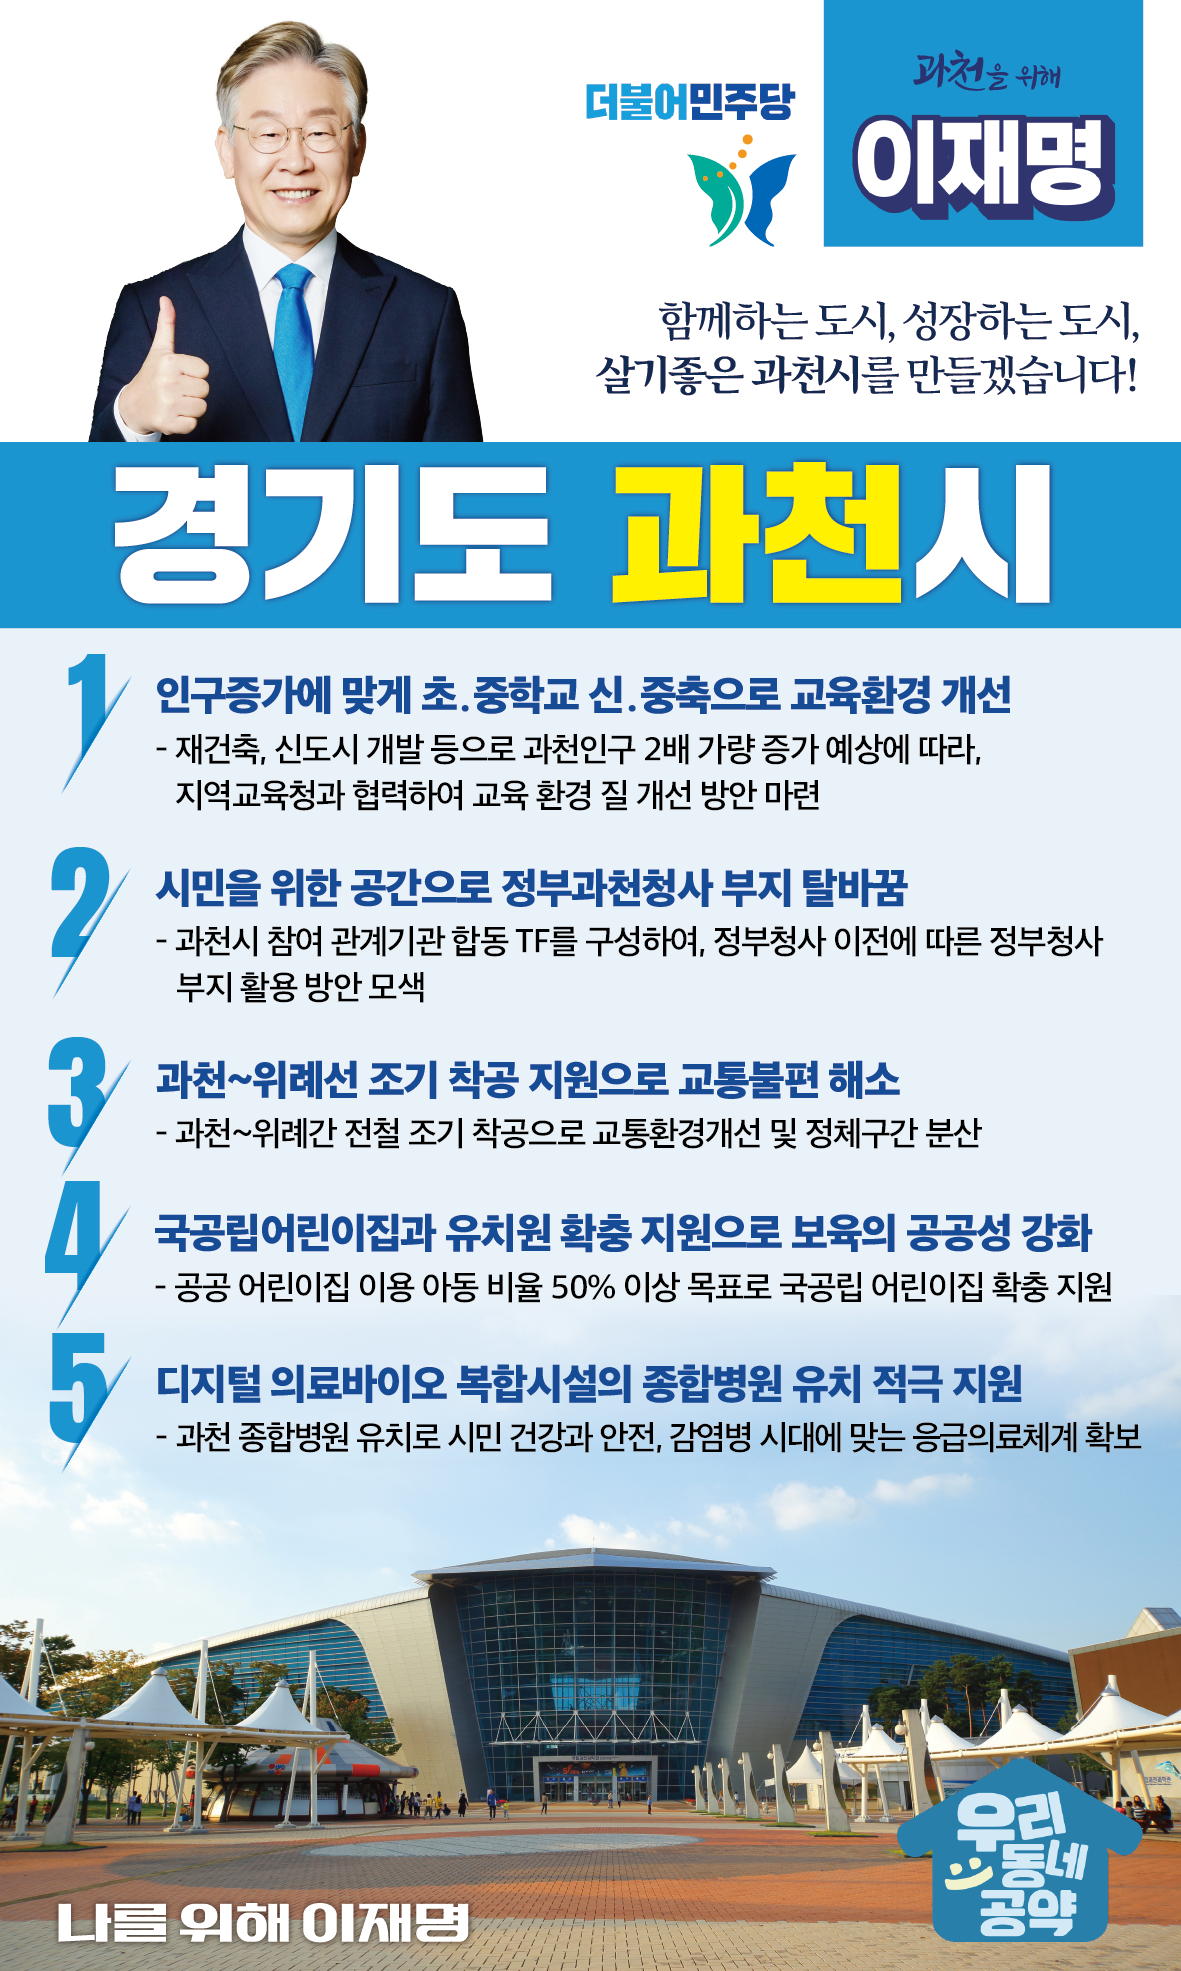 더불어민주당
과천을 위해
이재명
함께하는 도시, 성장하는 도시,
살기좋은 과천시를 만들겠습니다!
경기도 과천시
1
인구증가에 맞게 초.중학교 신.중축으로 교육환경 개선
- 재건축, 신도시 개발 등으로 과천인구 2배 가량 증가 예상에 따라,
지역교육청과 협력하여 교육 환경 질 개선 방안 마련
2
시민을 위한 공간으로 정부과천청사 부지 탈바꿈
- 과천시 참여 관계기관 합동 TF를 구성하여, 정부청사 이전에 따른 정부청사
부지 활용 방안 모색
3
과천~위례선 조기 착공 지원으로 교통불편 해소
- 과천~위례간 전철 조기 착공으로 교통환경개선 및 정체구간 분산
4
국공립어린이집과 유치원 확충 지원으로 보육의 공공성 강화
- 공공 어린이집 이용 아동 비율 50% 이상 목표로 국공립 어린이집 확충 지원
5
디지털 의료바이오 복합시설의 종합병원 유치 적극 지원
- 과천 종합병원 유치로 시민 건강과 안전, 감염병 시대에 맞는 응급의료체계 확보
우리
동네
공약
나를 위해 이재명